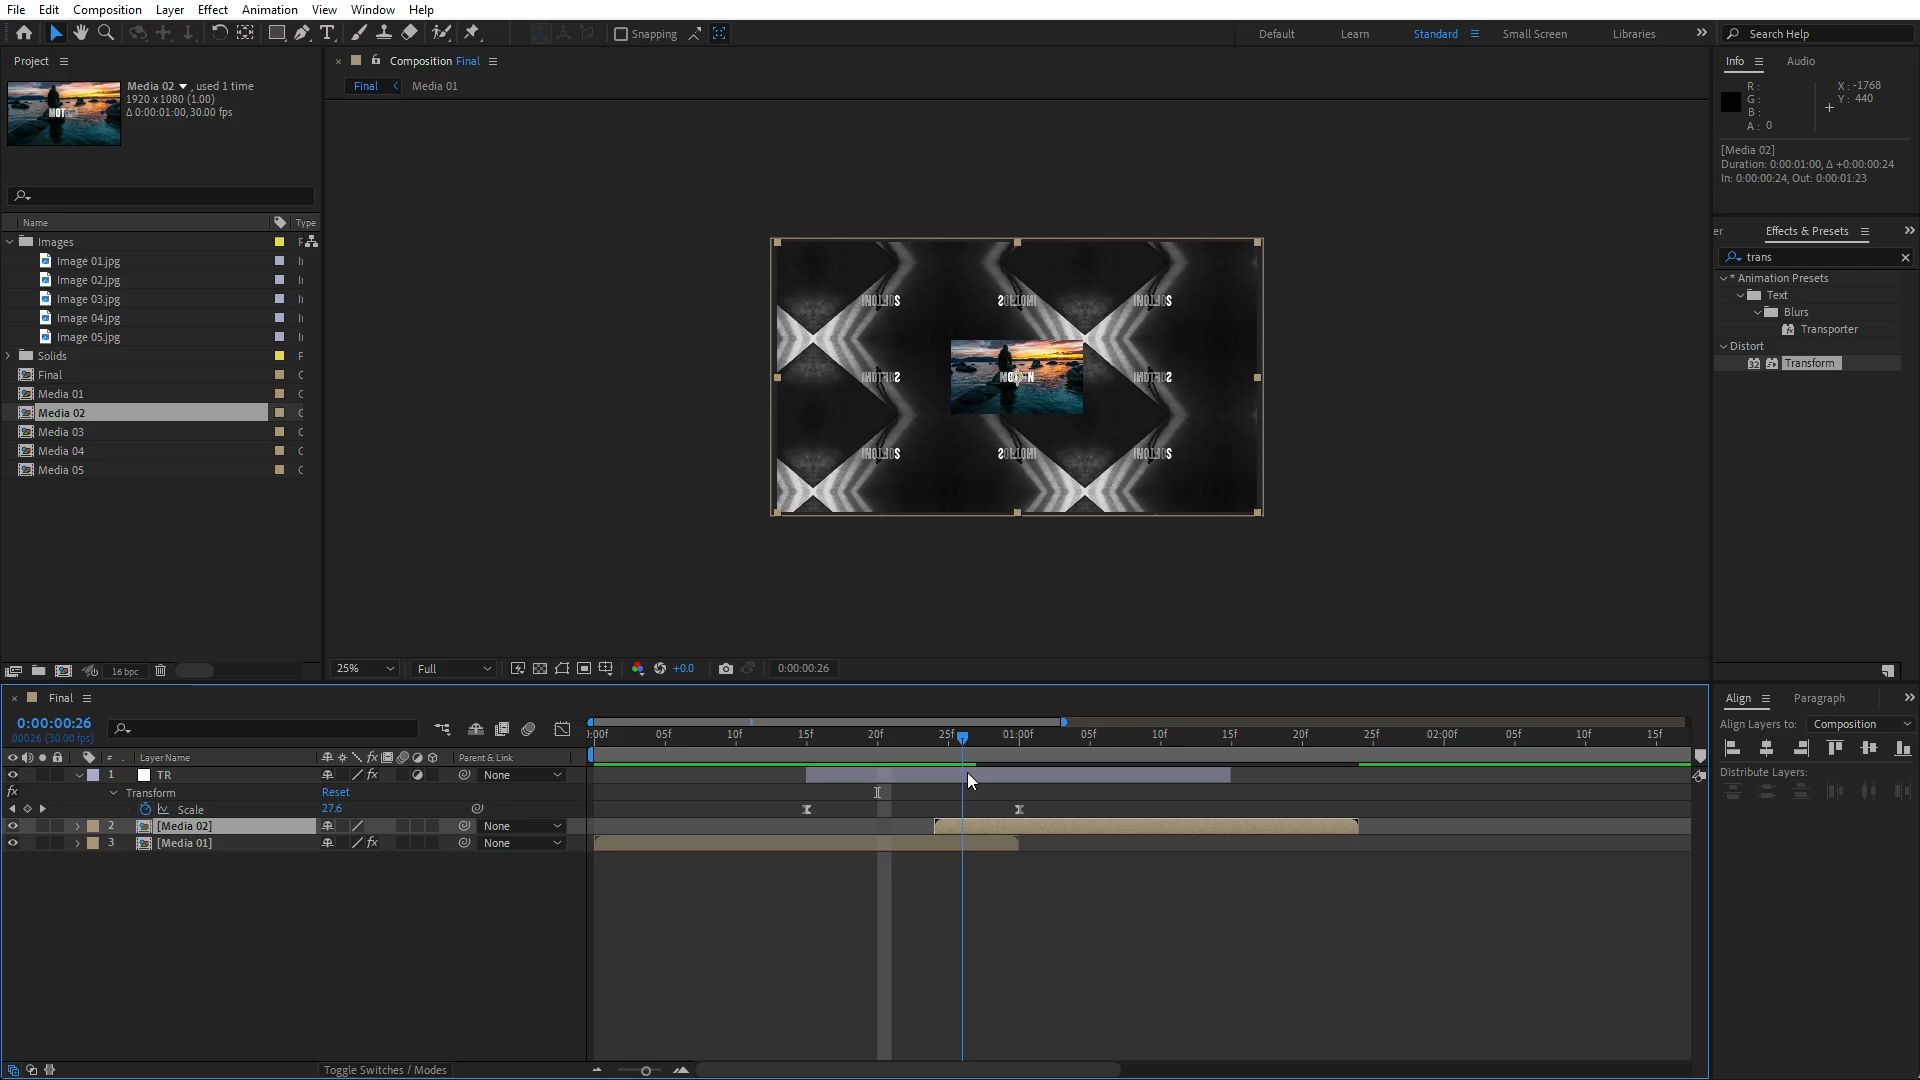 File Edit Composition Layer Effect Animation View Window Help
Snapping
Default Learn Standard Small Screen Libraries Search Help
Project
Media 02 , used 1 time
1920 x 1080 (1.00)
Δ 0:00:01:00, 30.00 fps
Name Type
Images
Image 01.jpg
Image 02.jpg
Image 03.jpg
Image 04.jpg
Image 05.jpg
Solids
Final
Media 01
Media 02
Media 03
Media 04
Media 05
16 bpc
Composition Final
Final Media 01
25% Full +0.0 0:00:00:26
Info Audio
R :
G :
B :
A : 0
X : -1768
Y : 440
[Media 02]
Duration: 0:00:01:00, Δ +0:00:00:24
In: 0:00:00:24, Out: 0:00:01:23
er Effects & Presets
trans
* Animation Presets
Text
Blurs
Transporter
Distort
32 Transform
Final
0:00:00:26
00026 (30.00 fps)
# Layer Name Parent & Link
1 TR None
Transform Reset
Scale 27.6
2 [Media 02] None
3 [Media 01] None
0:00f 05f 10f 15f 20f 25f 01:00f 05f 10f 15f 20f 25f 02:00f 05f 10f 15f
Toggle Switches / Modes
Align Paragraph
Align Layers to: Composition
Distribute Layers: